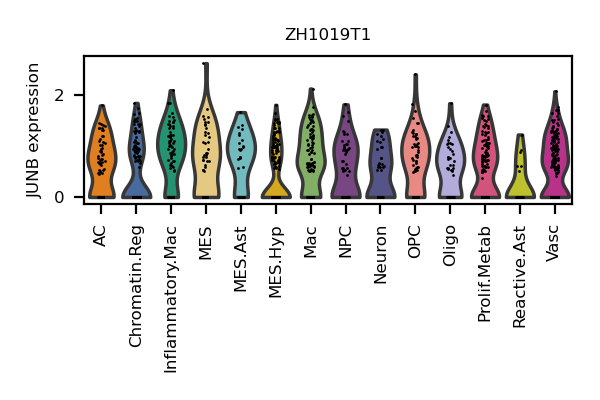 ZH1019T1
JUNB expression
2
0
AC
Chromatin.Reg
Inflammatory.Mac
MES
MES.Ast
MES.Hyp
Mac
NPC
Neuron
OPC
Oligo
Prolif.Metab
Reactive.Ast
Vasc